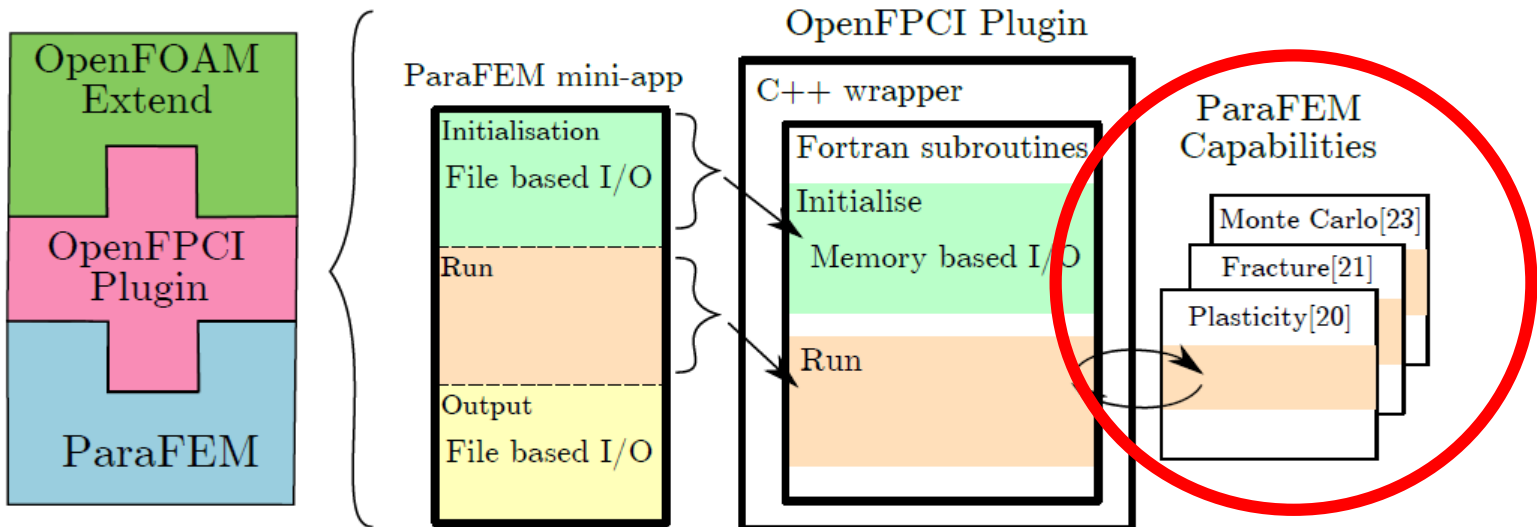 OpenFOAM
Extend
OpenFPCI
Plugin
ParaFEM
ParaFEM mini-app
Initialisation
File based I/O
Run
Output
File based I/O
OpenFPCI Plugin
C++ wrapper
Fortran subroutines
Initialise
Memory based I/O
Run
ParaFEM
Capabilities
Monte Carlo[23]
Fracture[21]
Plasticity[20]